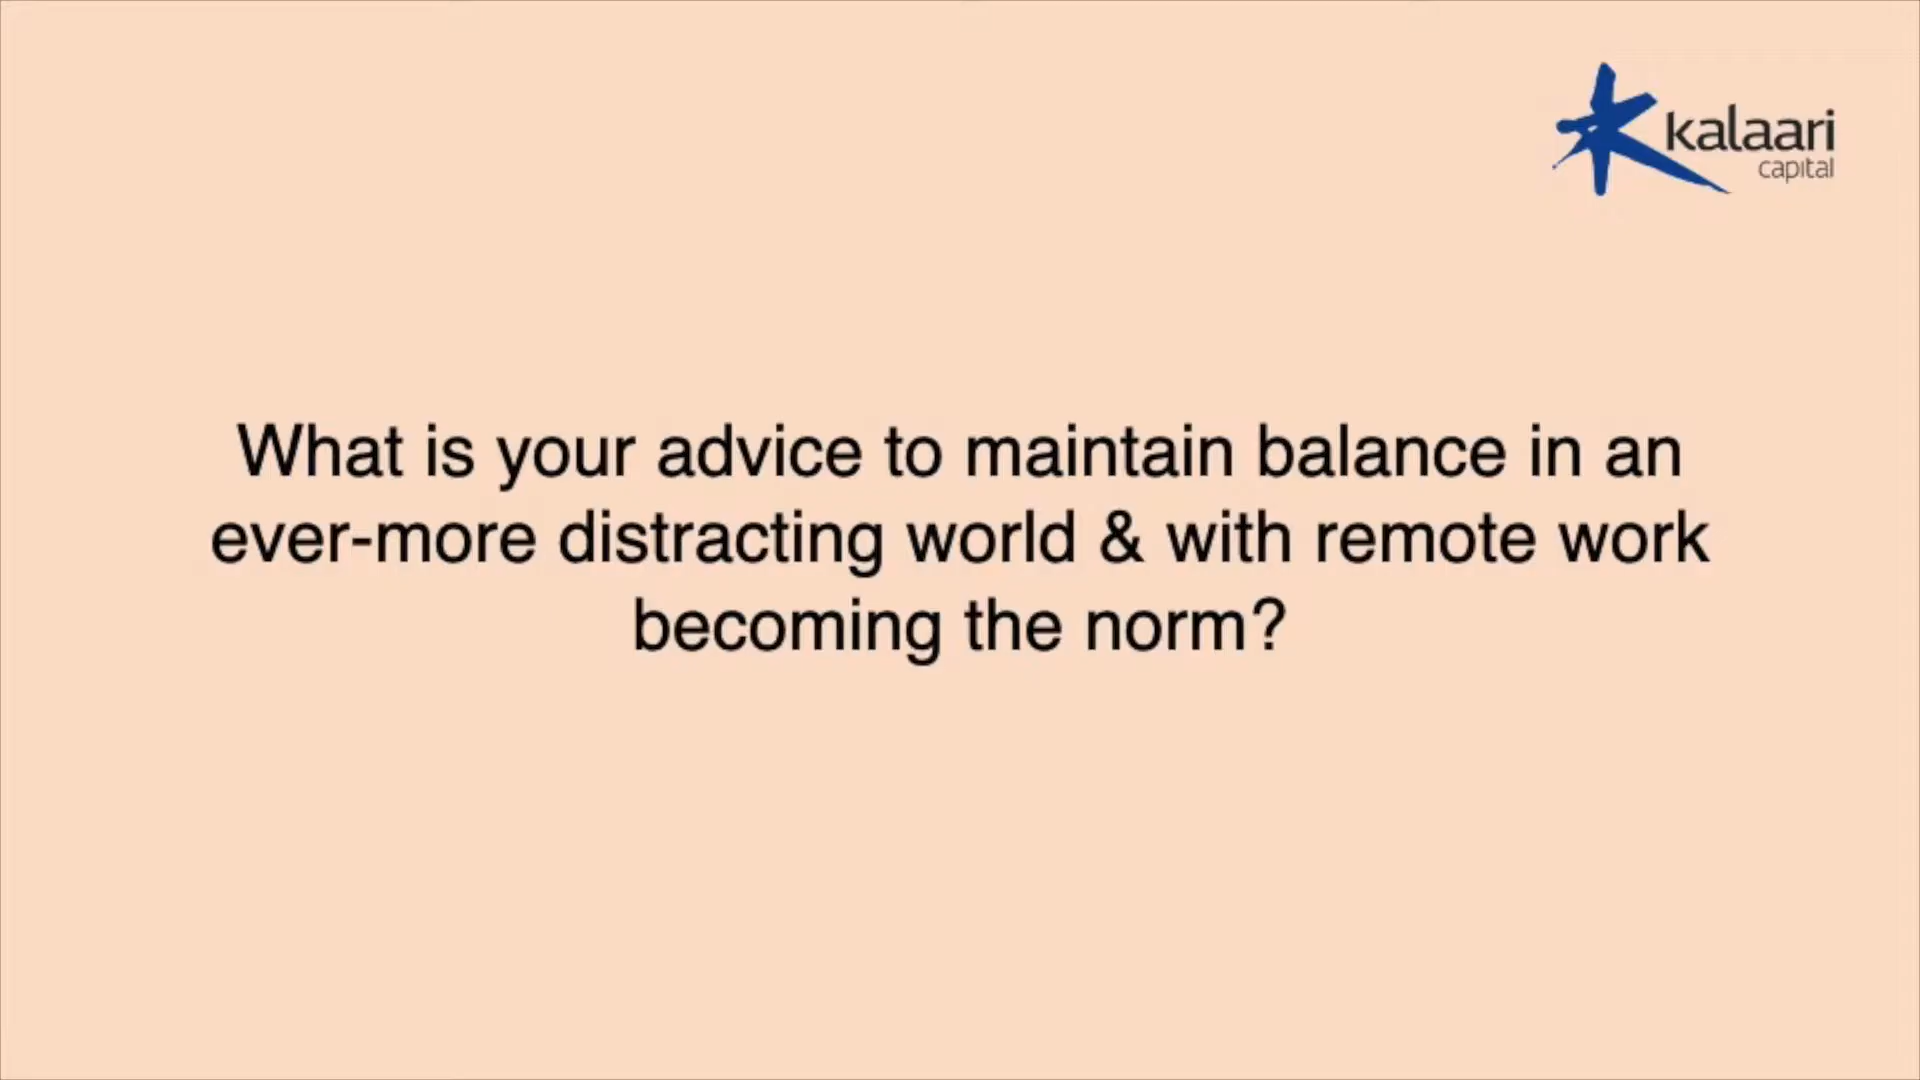 kalaari
capital
What is your advice to maintain balance in an
ever-more distracting world & with remote work
becoming the norm?